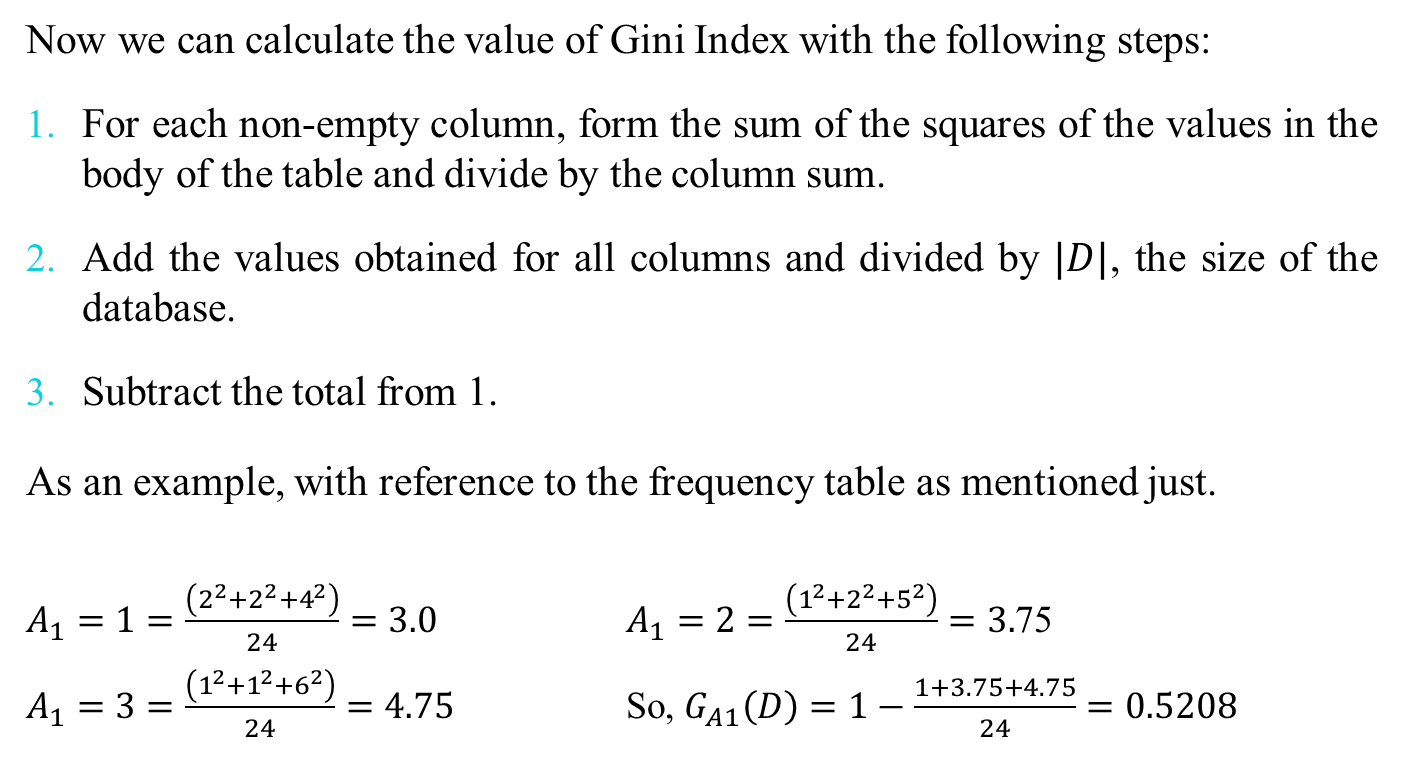 Now we can calculate the value of Gini Index with the following steps:
1. For each non-empty column, form the sum of the squares of the values in the
body of the table and divide by the column sum.
2. Add the values obtained for all columns and divided by |D|, the size of the
database.
3. Subtract the total from 1.
As an example, with reference to the frequency table as mentioned just.
A₁ = 1 = (2²+2²+4²)/24 = 3.0 A₁ = 2 = (1²+2²+5²)/24 = 3.75
A₁ = 3 = (1²+1²+6²)/24 = 4.75 So, G_A1(D) = 1 − (1+3.75+4.75)/24 = 0.5208